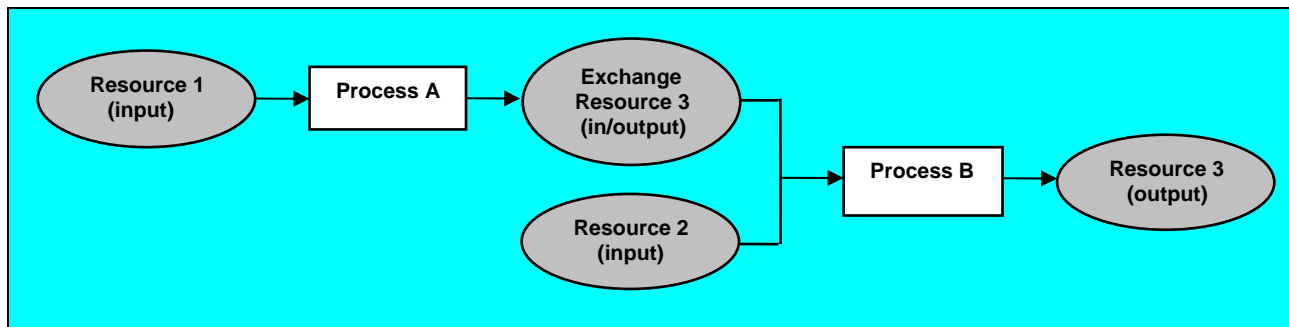 Resource 1
(input)
Process A
Exchange
Resource 3
(in/output)
Resource 2
(input)
Process B
Resource 3
(output)